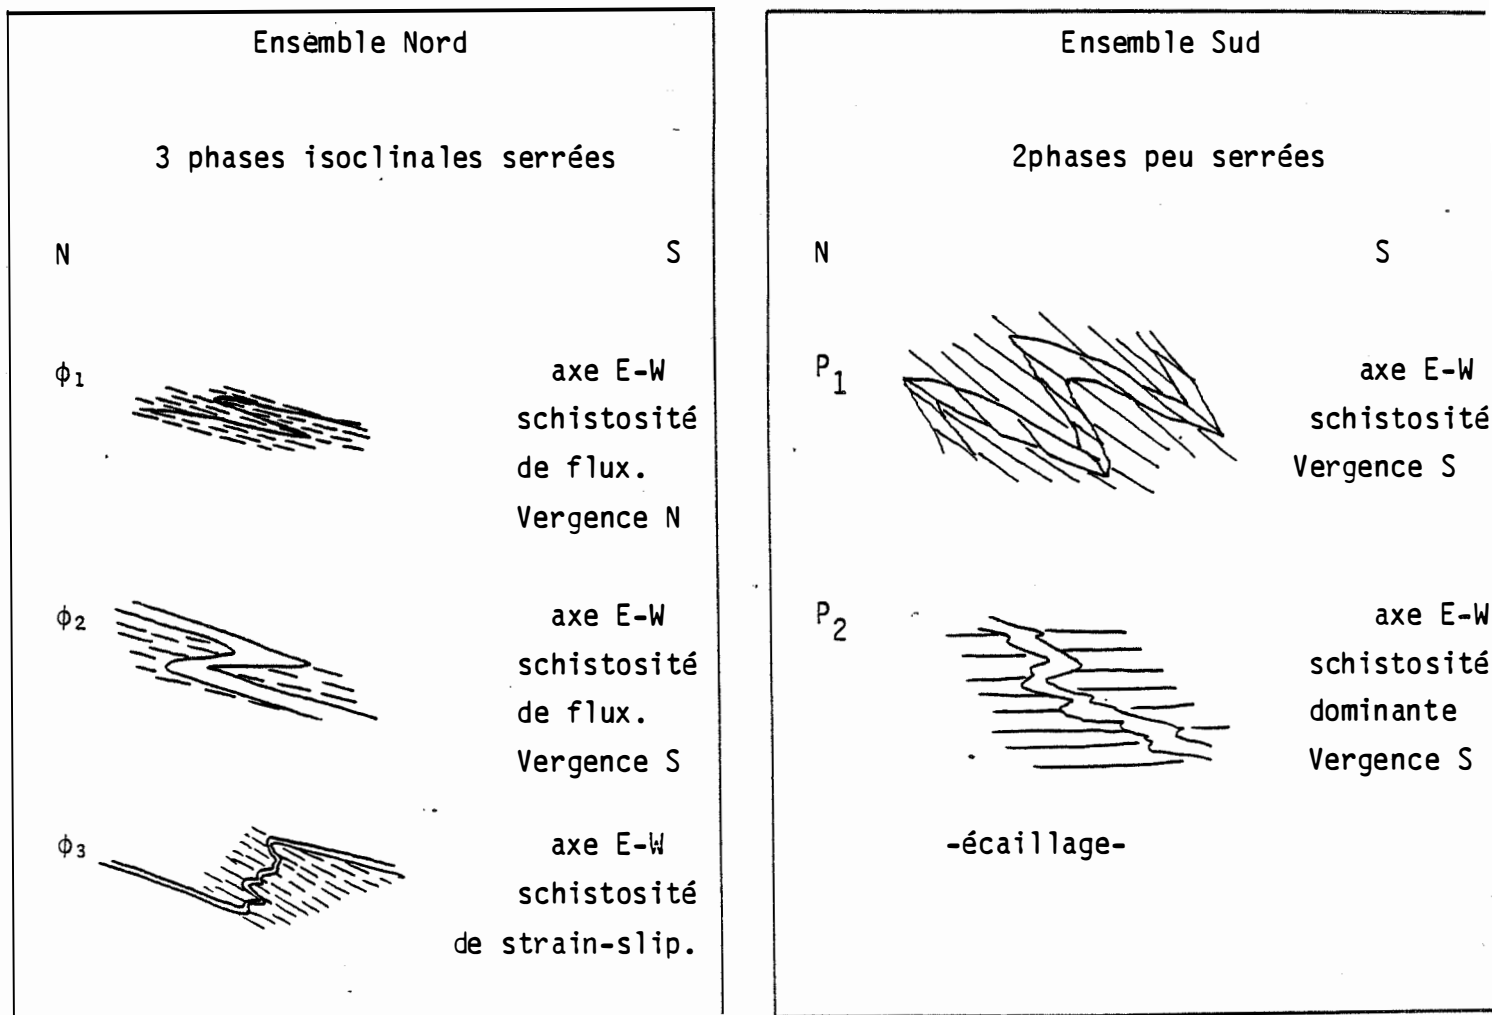 Ensemble Nord
3 phases isoclinales serrées
N S
ϕ1 axe E-W
schistosité
de flux.
Vergence N
ϕ2 axe E-W
schistosité
de flux.
Vergence S
ϕ3 axe E-W
schistosité
de strain-slip.
Ensemble Sud
2phases peu serrées
N S
P1 axe E-W
schistosité
Vergence S
P2 axe E-W
schistosité
dominante
Vergence S
-écaillage-